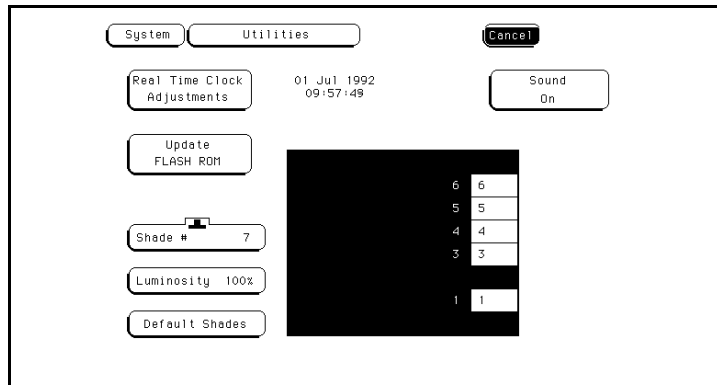 System Utilities Cancel
Real Time Clock
Adjustments
01 Jul 1992
09:57:49
Sound
On
Update
FLASH ROM
6 6
5 5
4 4
3 3
1 1
Shade # 7
Luminosity 100%
Default Shades